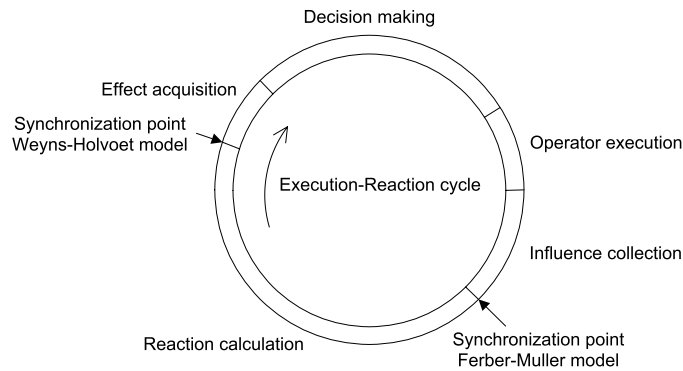 Decision making
Effect acquisition
Synchronization point
Weyns-Holvoet model
Operator execution
Execution-Reaction cycle
Influence collection
Reaction calculation
Synchronization point
Ferber-Muller model